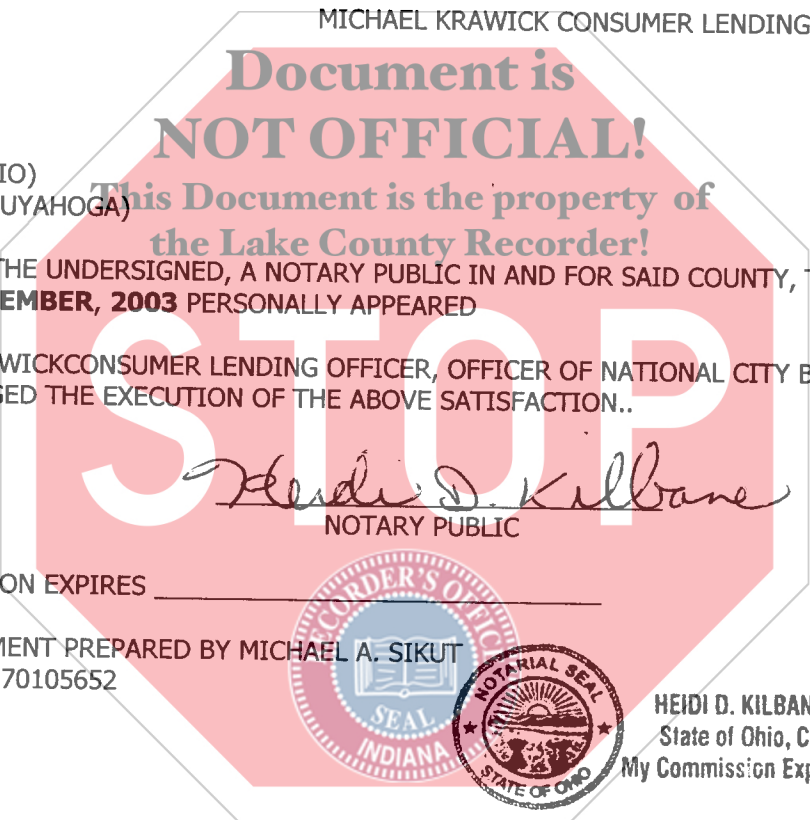 MICHAEL KRAWICK CONSUMER LENDING
Document is
NOT OFFICIAL!
IO)
This Document is the property of
UYAHOGA)
the Lake County Recorder!
THE UNDERSIGNED, A NOTARY PUBLIC IN AND FOR SAID COUNTY,
EMBER, 2003 PERSONALLY APPEARED
STOP
WICKCONSUMER LENDING OFFICER, OFFICER OF NATIONAL CITY B
GED THE EXECUTION OF THE ABOVE SATISFACTION..
Heidi D. Kilbane
NOTARY PUBLIC
ON EXPIRES
RECORDER'S OFFIC
SEAL
INDIANA
MENT PREPARED BY MICHAEL A. SIKUT
70105652
NOTARIAL SEAL
STATE OF OHIO
HEIDI D. KILBAN
State of Ohio, C
My Commission Exp